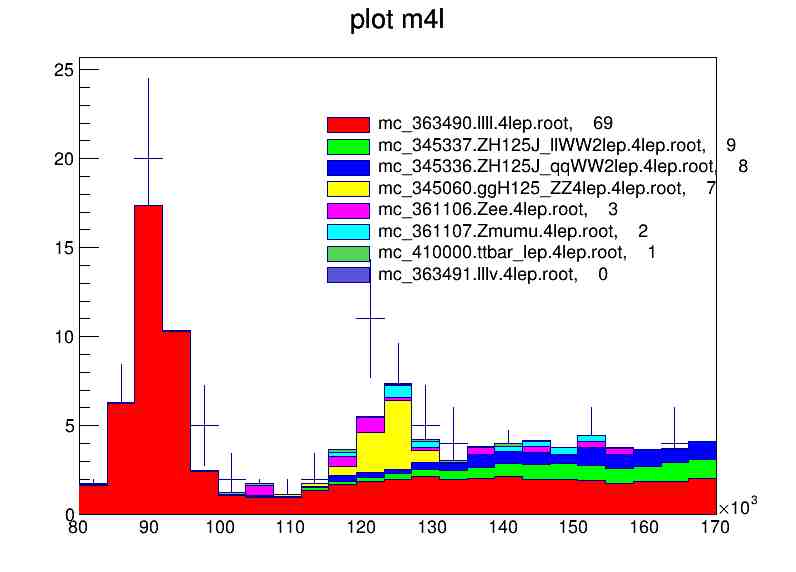 plot m4l
25
20
15
10
5
0
mc_363490.llll.4lep.root, 69
mc_345337.ZH125J_llWW2lep.4lep.root, 9
mc_345336.ZH125J_qqWW2lep.4lep.root, 8
mc_345060.ggH125_ZZ4lep.4lep.root, 7
mc_361106.Zee.4lep.root, 3
mc_361107.Zmumu.4lep.root, 2
mc_410000.ttbar_lep.4lep.root, 1
mc_363491.lllv.4lep.root, 0
80 90 100 110 120 130 140 150 160 170
×10³